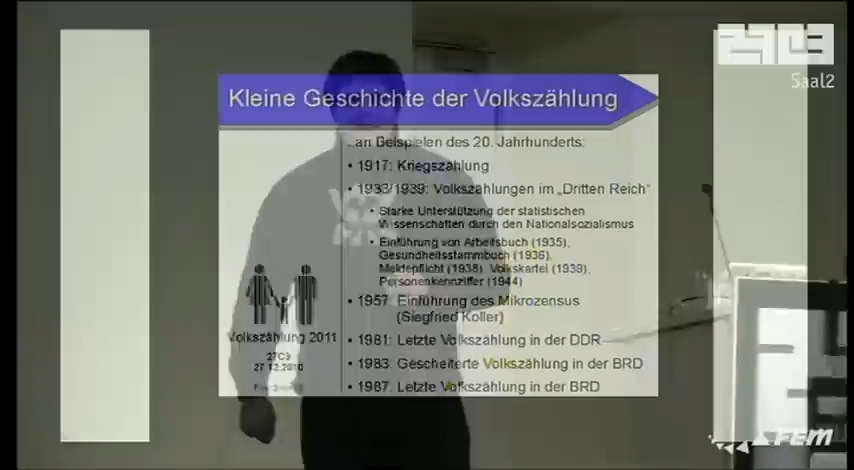 27C3
Saal2
Kleine Geschichte der Volkszählung
...an Beispielen des 20. Jahrhunderts:
• 1917: Kriegszählung
• 1933/1939: Volkszählungen im „Dritten Reich“
• Starke Unterstützung der statistischen
Wissenschaften durch den Nationalsozialismus
• Einführung von Arbeitsbuch (1935),
Gesundheitsstammbuch (1936),
Meldepflicht (1938), Volkskartei (1939),
Personenkennziffer (1944)
• 1957: Einführung des Mikrozensus
(Siegfried Koller)
• 1981: Letzte Volkszählung in der DDR
• 1983: Gescheiterte Volkszählung in der BRD
• 1987: Letzte Volkszählung in der BRD
Volkszählung 2011
27C3
27.12.2010
FEM